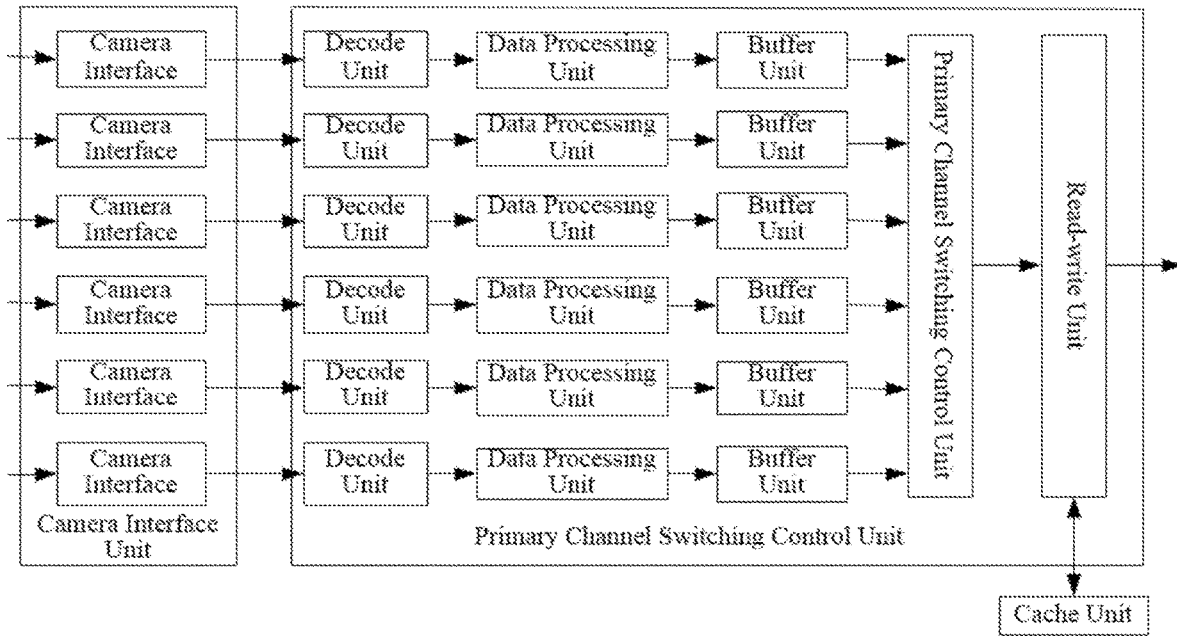 Camera
Interface
Decode
Unit
Data Processing
Unit
Buffer
Unit
Camera
Interface
Decode
Unit
Data Processing
Unit
Buffer
Unit
Camera
Interface
Decode
Unit
Data Processing
Unit
Buffer
Unit
Camera
Interface
Decode
Unit
Data Processing
Unit
Buffer
Unit
Camera
Interface
Decode
Unit
Data Processing
Unit
Buffer
Unit
Camera
Interface
Decode
Unit
Data Processing
Unit
Buffer
Unit
Primary Channel Switching Control Unit
Read-write Unit
Camera Interface
Unit
Primary Channel Switching Control Unit
Cache Unit